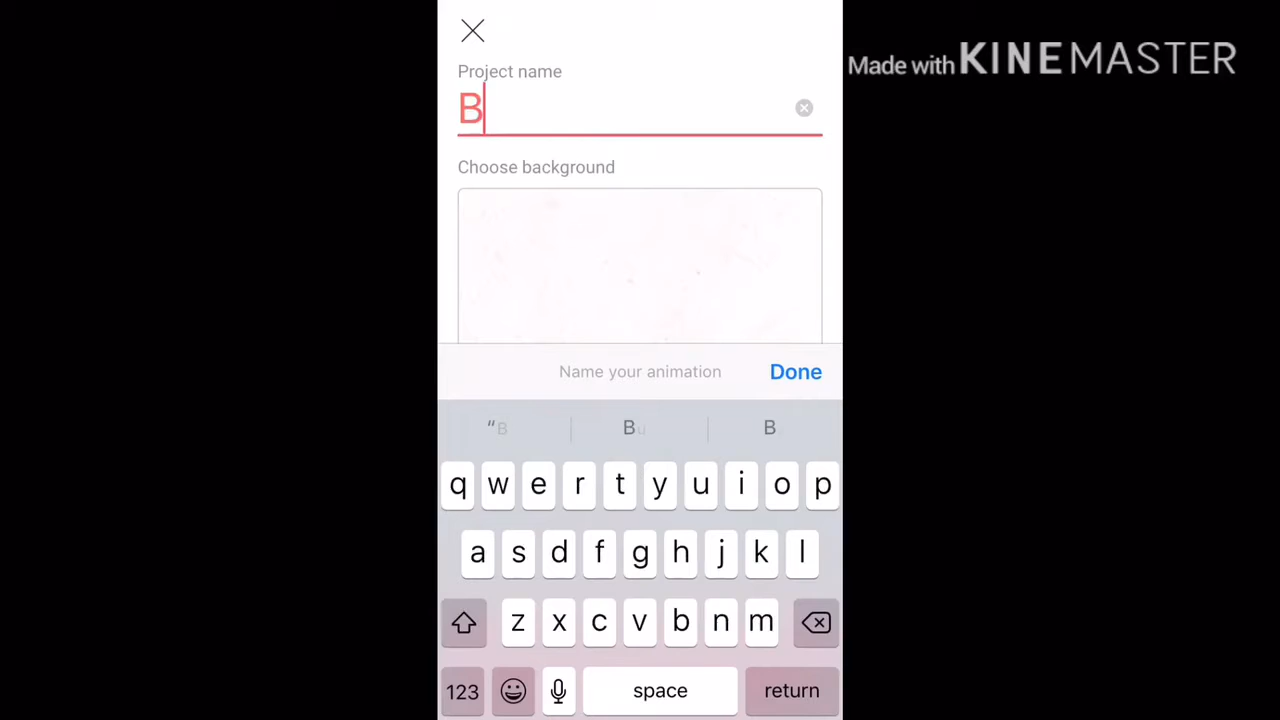 Made with KINEMASTER
Project name
B
Choose background
Name your animation Done
“B Bu B
q w e r t y u i o p
a s d f g h j k l
z x c v b n m
123 space return